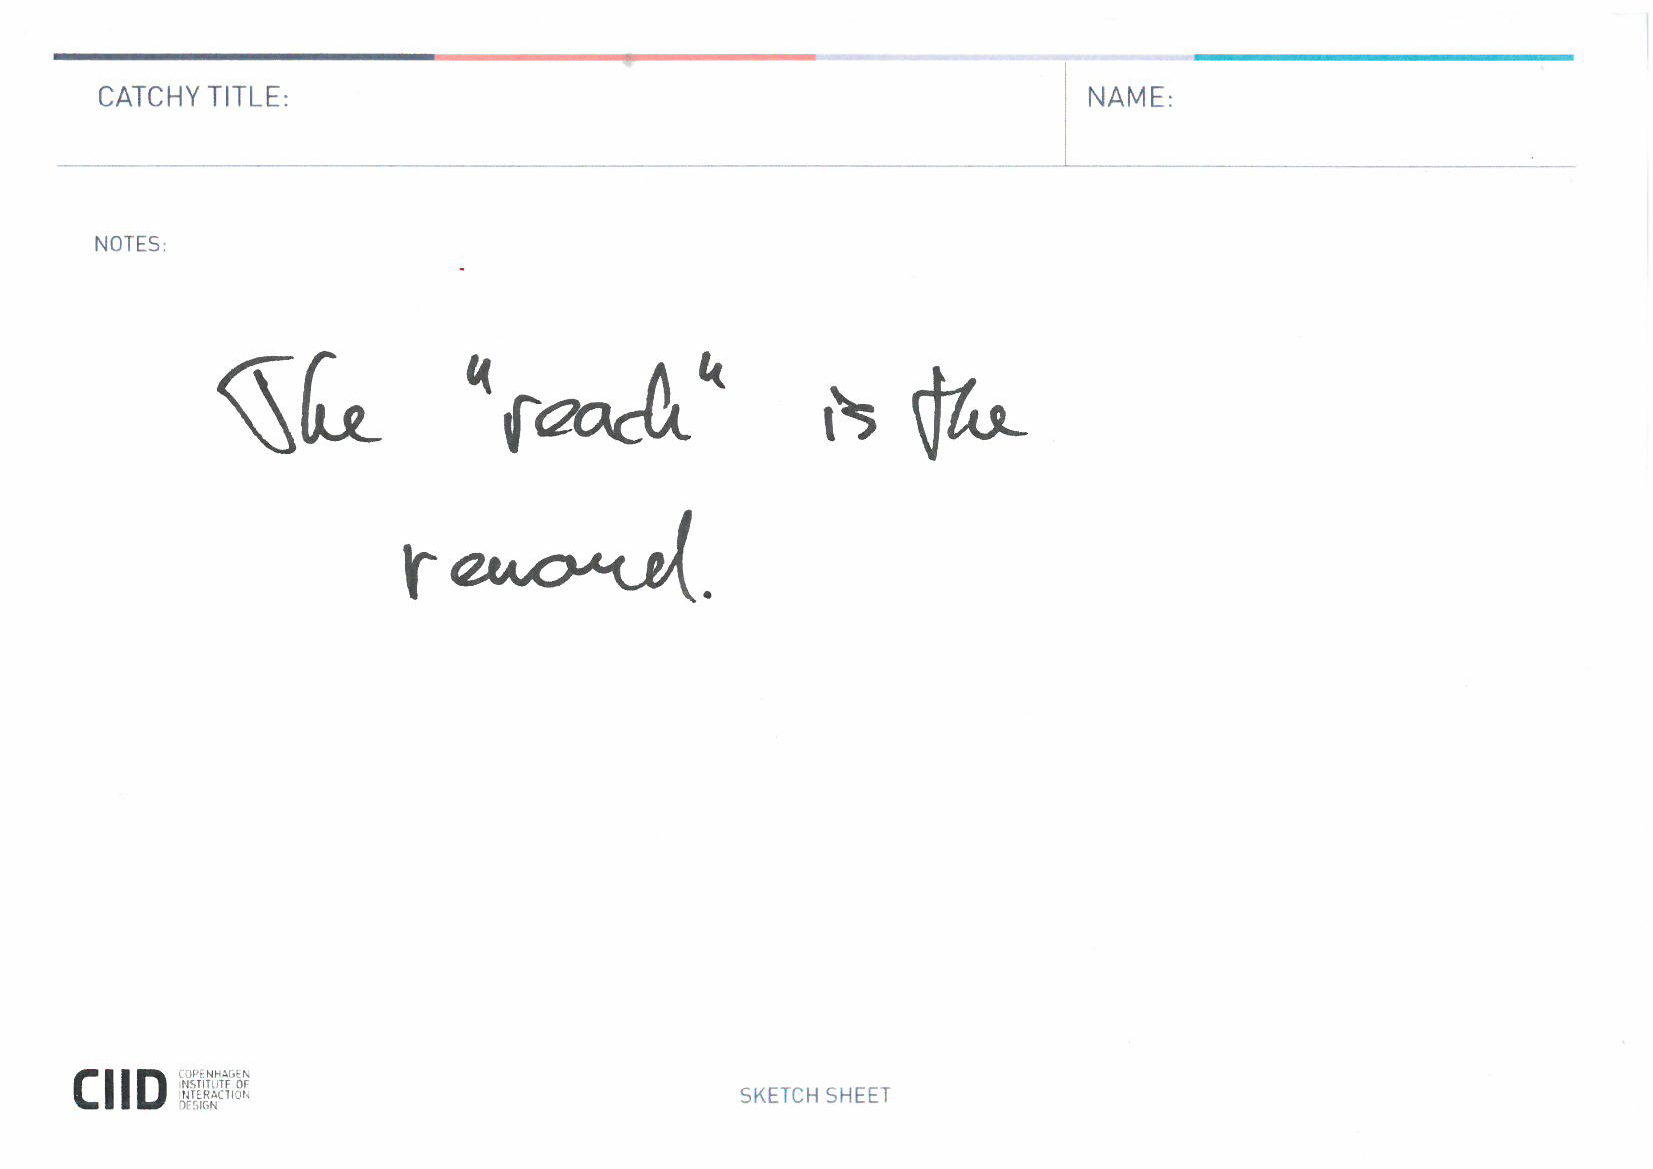 CATCHY TITLE:
NAME:
NOTES:
The "reach" is the
reward.
CIID
COPENHAGEN
INSTITUTE OF
INTERACTION
DESIGN
SKETCH SHEET